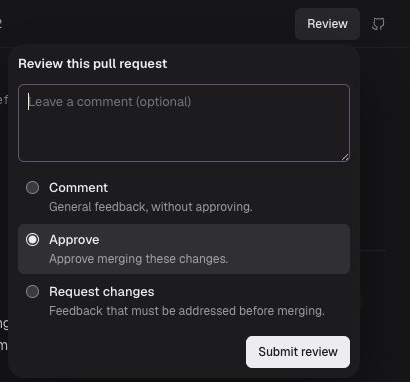 Review
Review this pull request
Leave a comment (optional)
Comment
General feedback, without approving.
Approve
Approve merging these changes.
Request changes
Feedback that must be addressed before merging.
Submit review